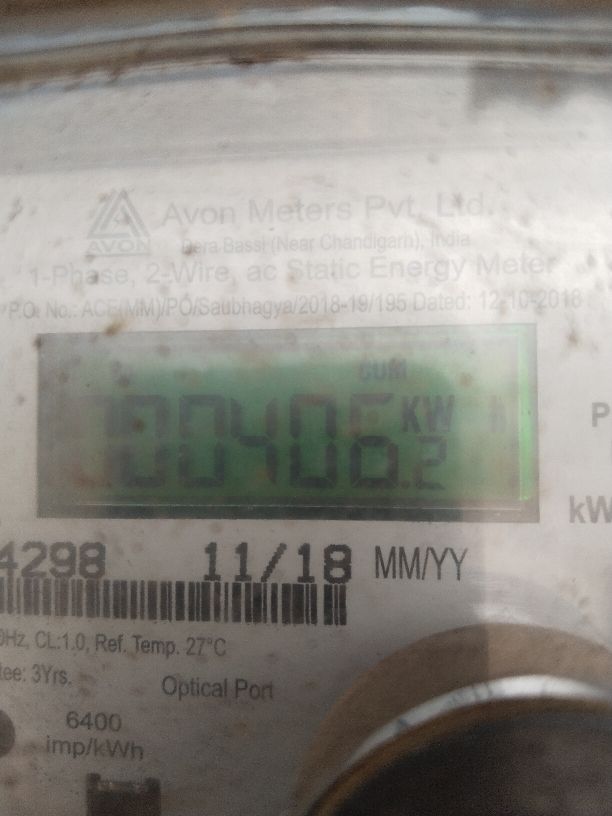 Avon Meters Pvt. Ltd.
AVON
Dera Bassi (Near Chandigarh), India
1-Phase, 2-Wire, ac Static Energy Meter
P.O. No.: ACE(MM)/PO/Saubhagya/2018-19/195 Dated: 12-10-2018
CUM
000406.2 KW H
P
kW
4298 11/18 MM/YY
0Hz, CL:1.0, Ref. Temp. 27°C
tee: 3Yrs.
Optical Port
6400
imp/kWh